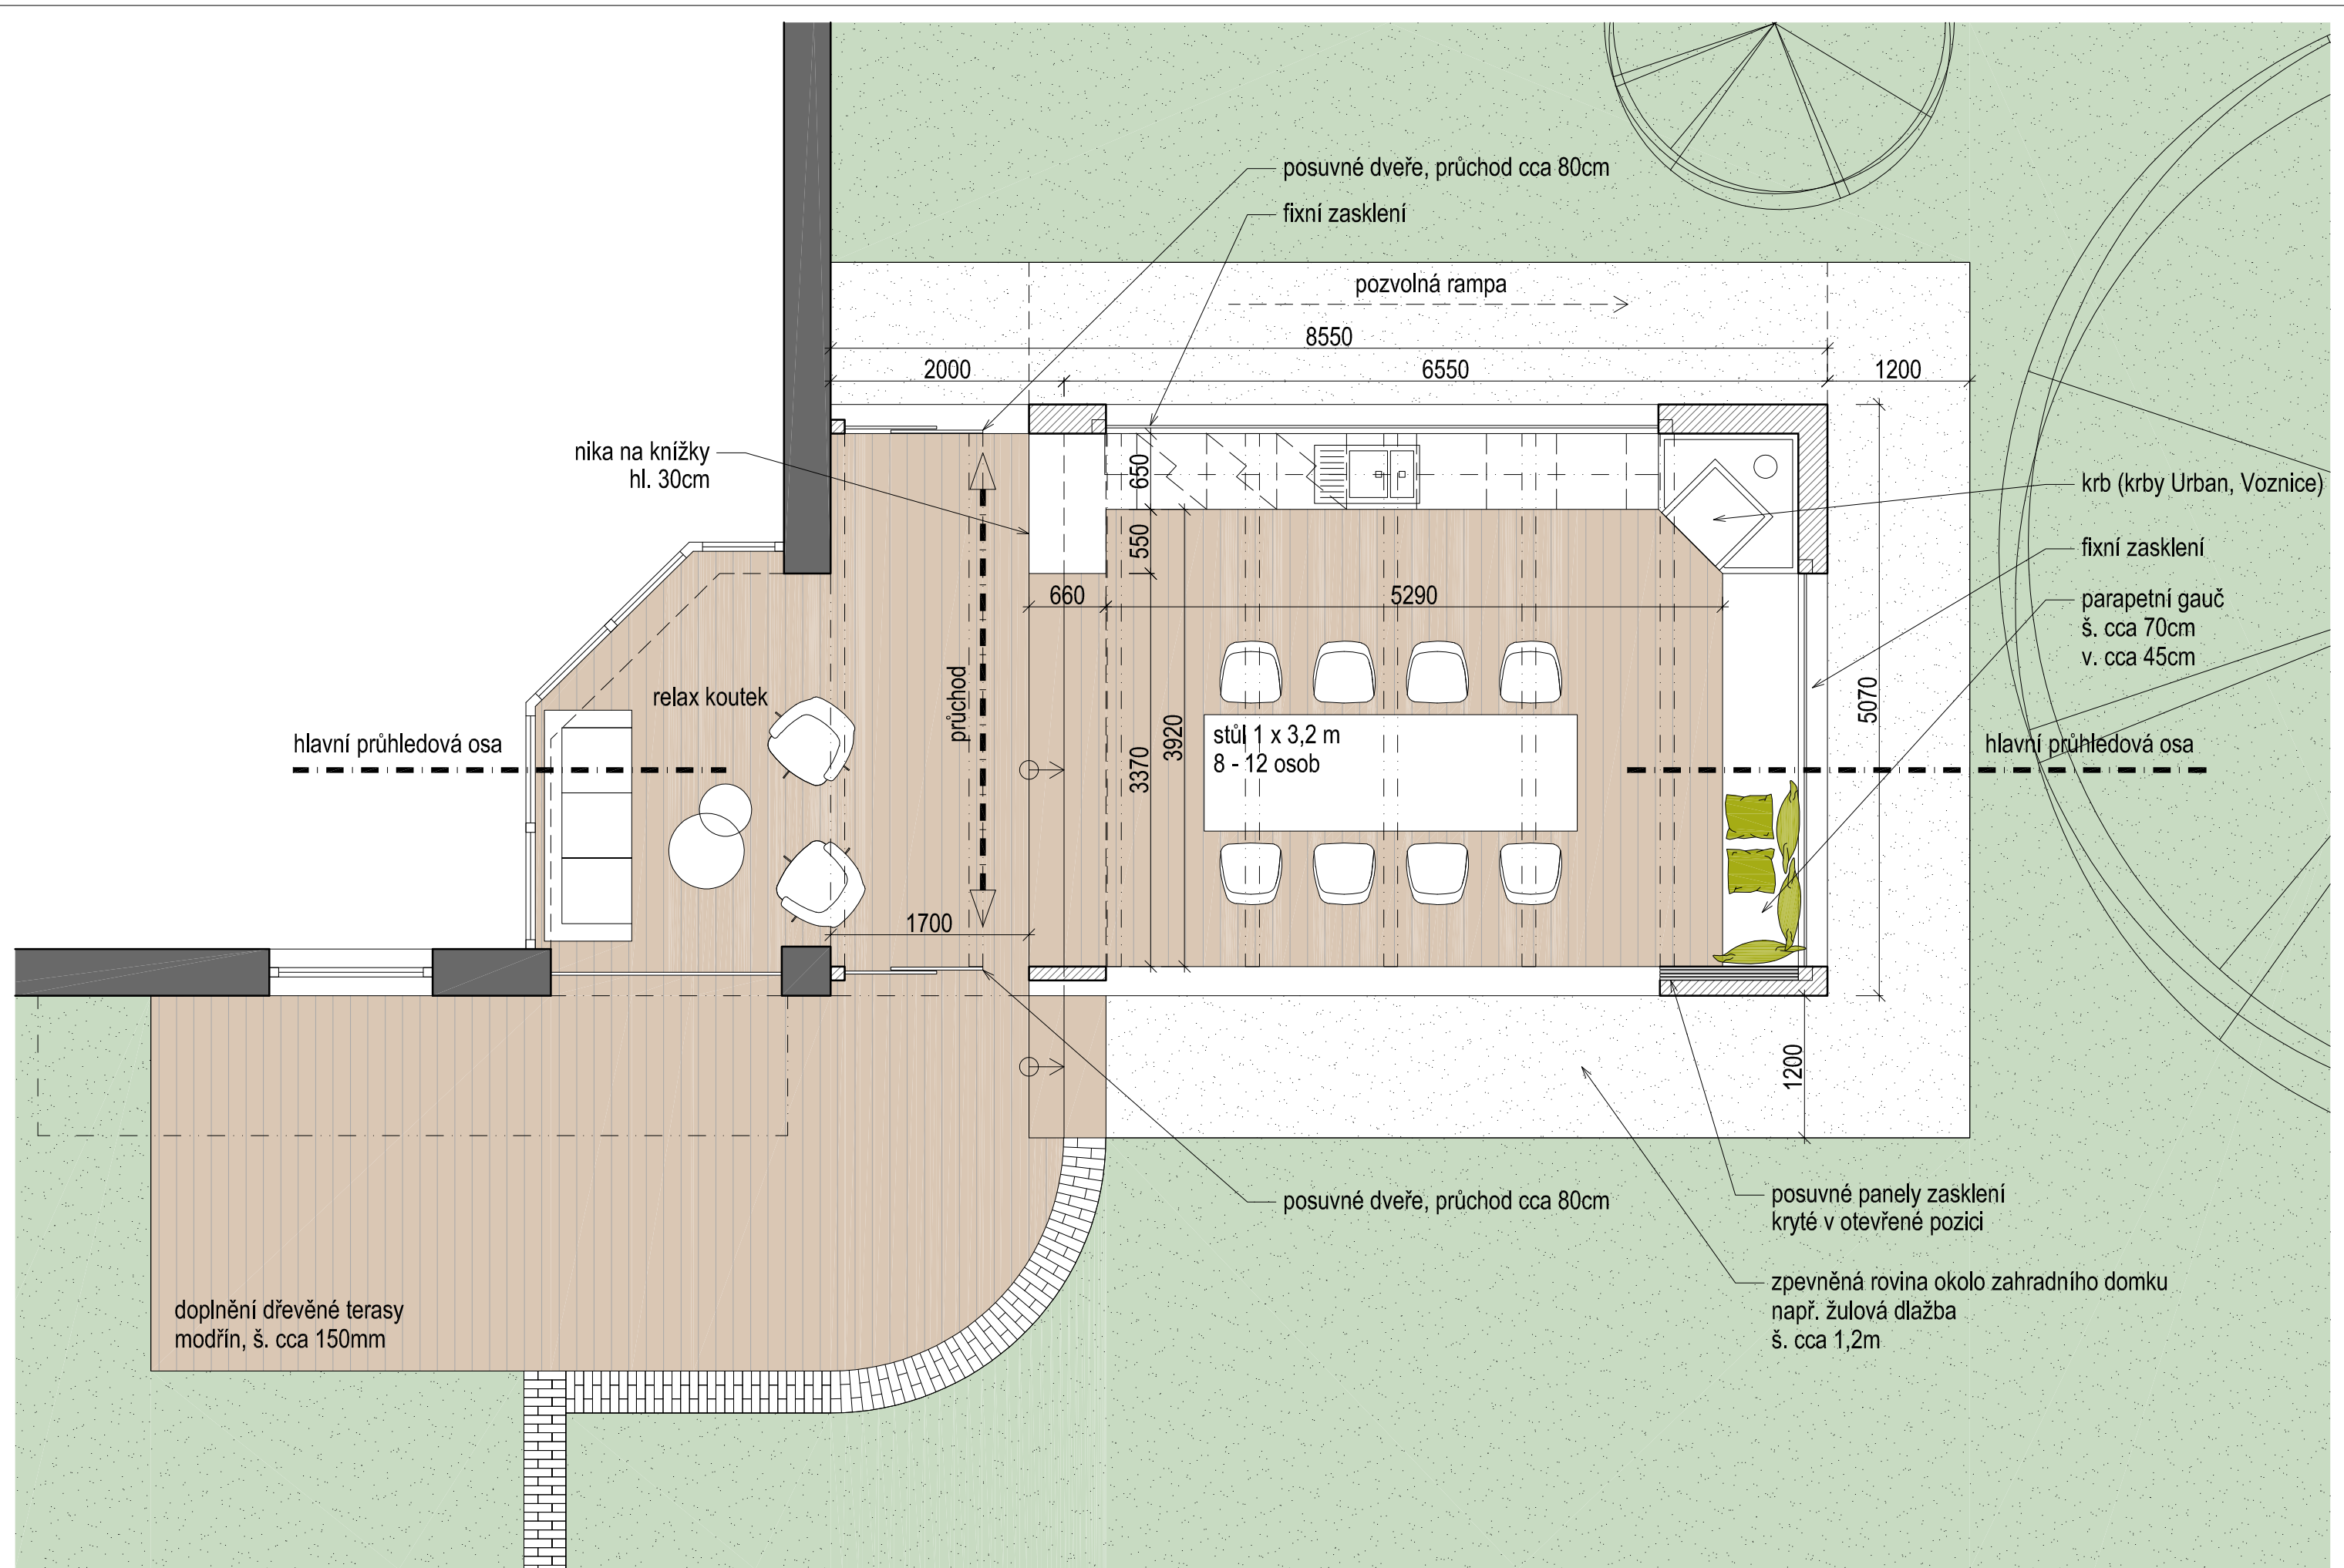 posuvné dveře, průchod cca 80cm
fixní zasklení
pozvolná rampa
8550
2000
6550
1200
nika na knížky
hl. 30cm
650
550
krb (krby Urban, Voznice)
fixní zasklení
parapetní gauč
š. cca 70cm
v. cca 45cm
660
5290
5070
relax koutek
průchod
3370
3920
stůl 1 x 3,2 m
8 - 12 osob
hlavní průhledová osa
hlavní průhledová osa
1700
1200
posuvné dveře, průchod cca 80cm
posuvné panely zasklení
kryté v otevřené pozici
zpevněná rovina okolo zahradního domku
např. žulová dlažba
š. cca 1,2m
doplnění dřevěné terasy
modřín, š. cca 150mm